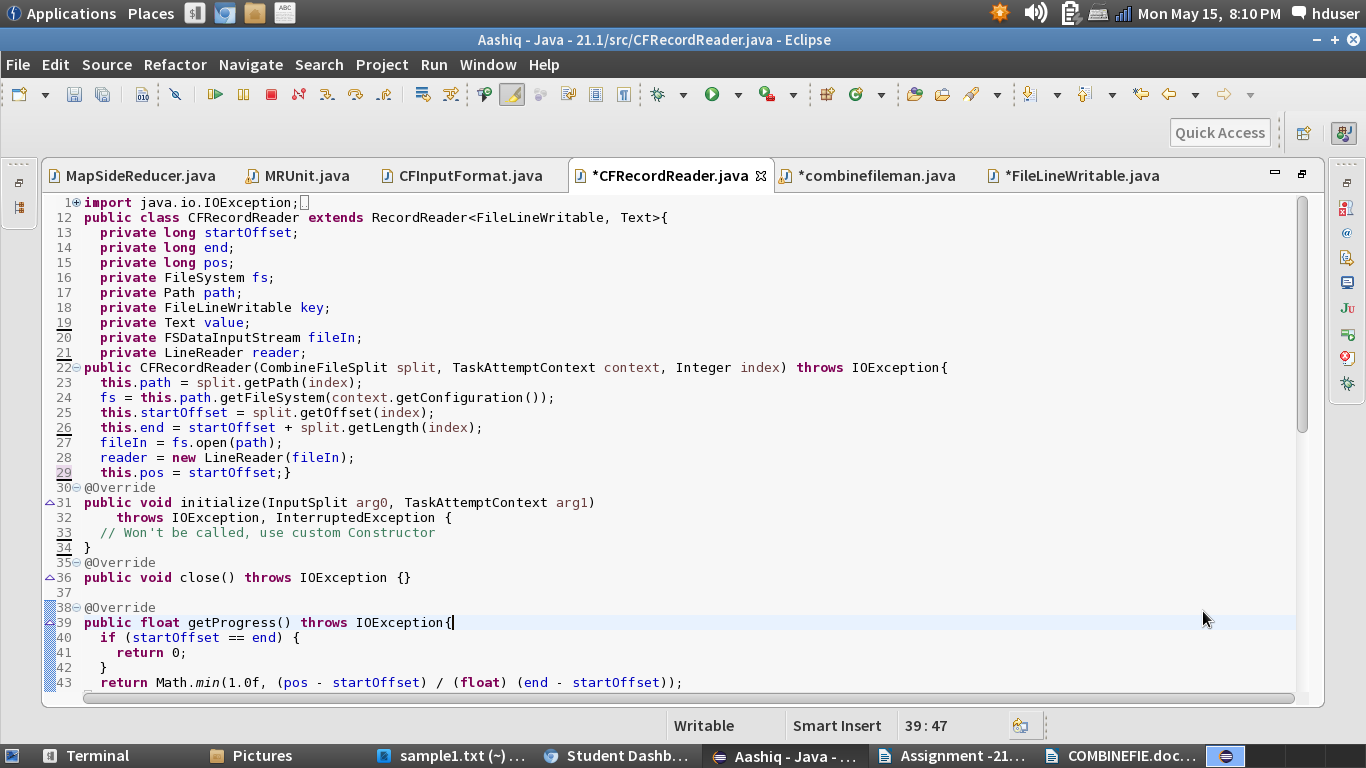 Applications Places Mon May 15, 8:10 PM hduser
Aashiq - Java - 21.1/src/CFRecordReader.java - Eclipse
File Edit Source Refactor Navigate Search Project Run Window Help
Quick Access
MapSideReducer.java MRUnit.java CFInputFormat.java *CFRecordReader.java *combinefileman.java *FileLineWritable.java
1 import java.io.IOException;
12 public class CFRecordReader extends RecordReader<FileLineWritable, Text>{
13 private long startOffset;
14 private long end;
15 private long pos;
16 private FileSystem fs;
17 private Path path;
18 private FileLineWritable key;
19 private Text value;
20 private FSDataInputStream fileIn;
21 private LineReader reader;
22 public CFRecordReader(CombineFileSplit split, TaskAttemptContext context, Integer index) throws IOException{
23 this.path = split.getPath(index);
24 fs = this.path.getFileSystem(context.getConfiguration());
25 this.startOffset = split.getOffset(index);
26 this.end = startOffset + split.getLength(index);
27 fileIn = fs.open(path);
28 reader = new LineReader(fileIn);
29 this.pos = startOffset;}
30 @Override
31 public void initialize(InputSplit arg0, TaskAttemptContext arg1)
32 throws IOException, InterruptedException {
33 // Won't be called, use custom Constructor
34 }
35 @Override
36 public void close() throws IOException {}
37
38 @Override
39 public float getProgress() throws IOException{
40 if (startOffset == end) {
41 return 0;
42 }
43 return Math.min(1.0f, (pos - startOffset) / (float) (end - startOffset));
Writable Smart Insert 39 : 47
Terminal Pictures sample1.txt (~) ... Student Dashb... Aashiq - Java - ... Assignment -21... COMBINEFIE.doc...